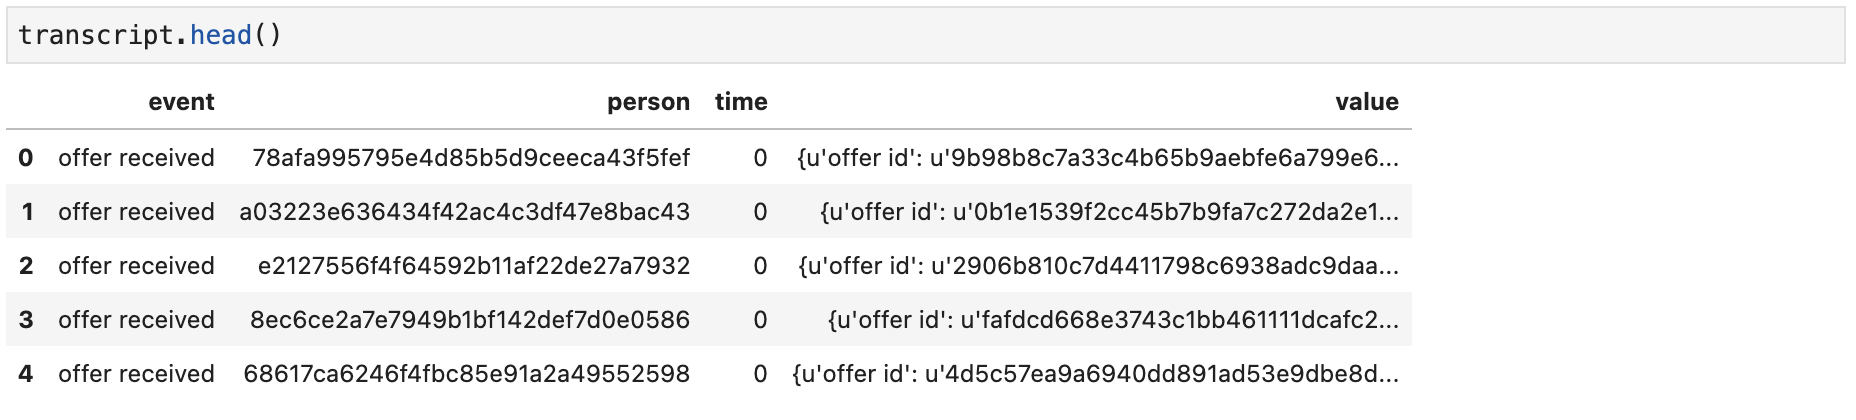 transcript.head()
event person time value
0 offer received 78afa995795e4d85b5d9ceeca43f5fef 0 {u'offer id': u'9b98b8c7a33c4b65b9aebfe6a799e6...
1 offer received a03223e636434f42ac4c3df47e8bac43 0 {u'offer id': u'0b1e1539f2cc45b7b9fa7c272da2e1...
2 offer received e2127556f4f64592b11af22de27a7932 0 {u'offer id': u'2906b810c7d4411798c6938adc9daa...
3 offer received 8ec6ce2a7e7949b1bf142def7d0e0586 0 {u'offer id': u'fafdcd668e3743c1bb461111dcafc2...
4 offer received 68617ca6246f4fbc85e91a2a49552598 0 {u'offer id': u'4d5c57ea9a6940dd891ad53e9dbe8d...